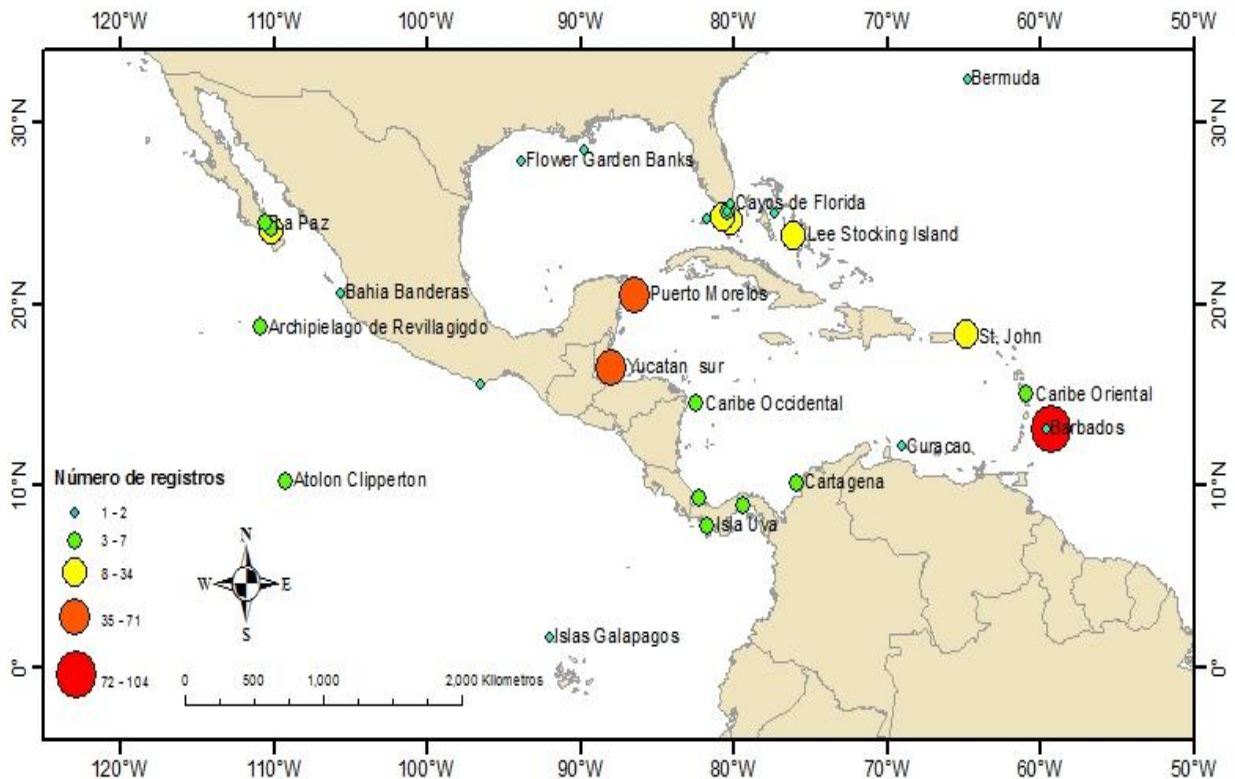 120°W 110°W 100°W 90°W 80°W 70°W 60°W 50°W
Bermuda
30°N 30°N
Flower Garden Banks
Cayos de Florida
La Paz
Lee Stocking Island
Bahia Banderas
Puerto Morelos
20°N 20°N
Archipielago de Revillagigdo
St. John
Yucatan sur
Caribe Oriental
Caribe Occidental
Barbados
Guracao
Atolon Clipperton
Cartagena
10°N 10°N
Número de registros
1 - 2
Isla Uva
3 - 7
N
8 - 34
W E
35 - 71
S
Islas Galapagos
0° 0°
72 - 104
0 500 1,000 2,000 Kilometros
120°W 110°W 100°W 90°W 80°W 70°W 60°W 50°W